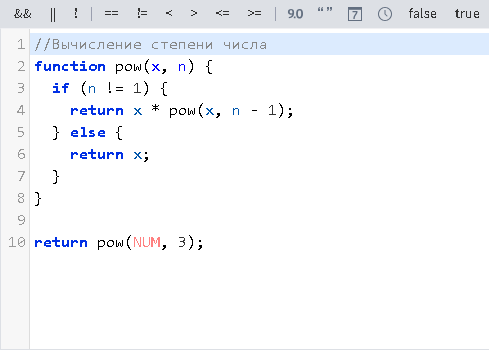 && || ! == != < > <= >= 9.0 “ ” 7 false true
1 //Вычисление степени числа
2 function pow(x, n) {
3   if (n != 1) {
4     return x * pow(x, n - 1);
5   } else {
6     return x;
7   }
8 }
9
10 return pow(NUM, 3);